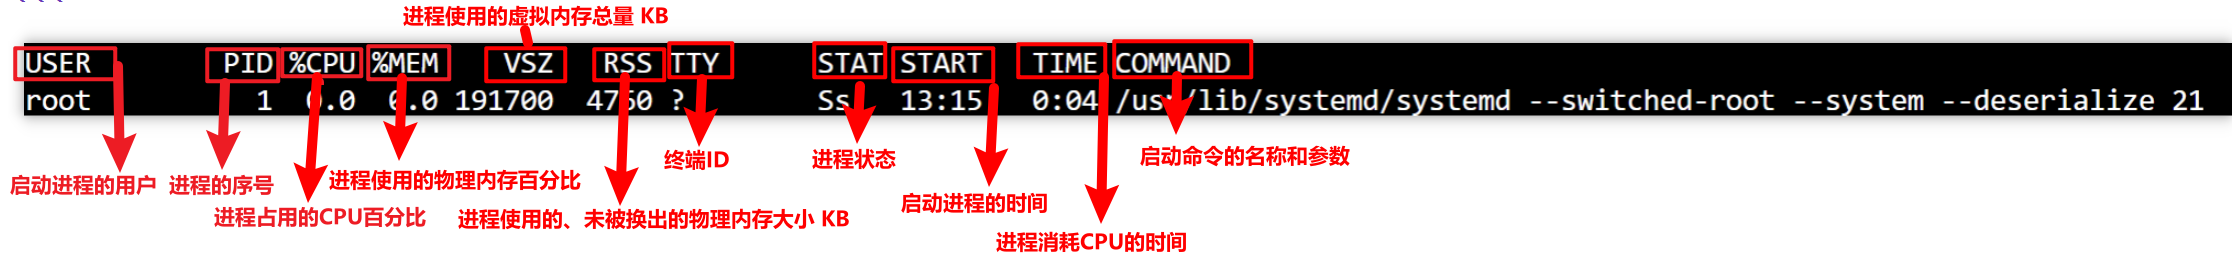 进程使用的虚拟内存总量 KB
USER PID %CPU %MEM VSZ RSS TTY STAT START TIME COMMAND
root 1 0.0 0.0 191700 4760 ? Ss 13:15 0:04 /usr/lib/systemd/systemd --switched-root --system --deserialize 21
终端ID
进程状态
启动命令的名称和参数
启动进程的用户
进程的序号
进程使用的物理内存百分比
启动进程的时间
进程占用的CPU百分比
进程使用的、未被换出的物理内存大小 KB
进程消耗CPU的时间